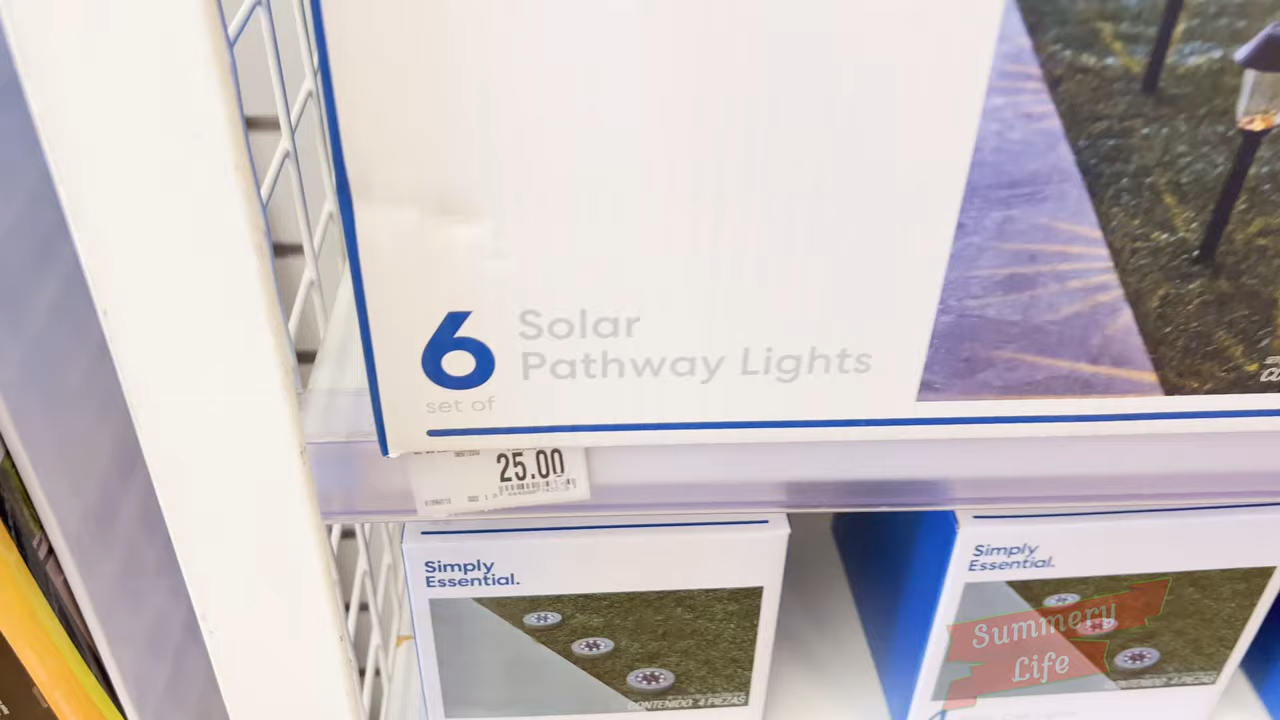 6
set of
Solar
Pathway Lights
25.00
Simply
Essential.
CONTENIDO: 4 PIEZAS
Simply
Essential.
Summery
Life